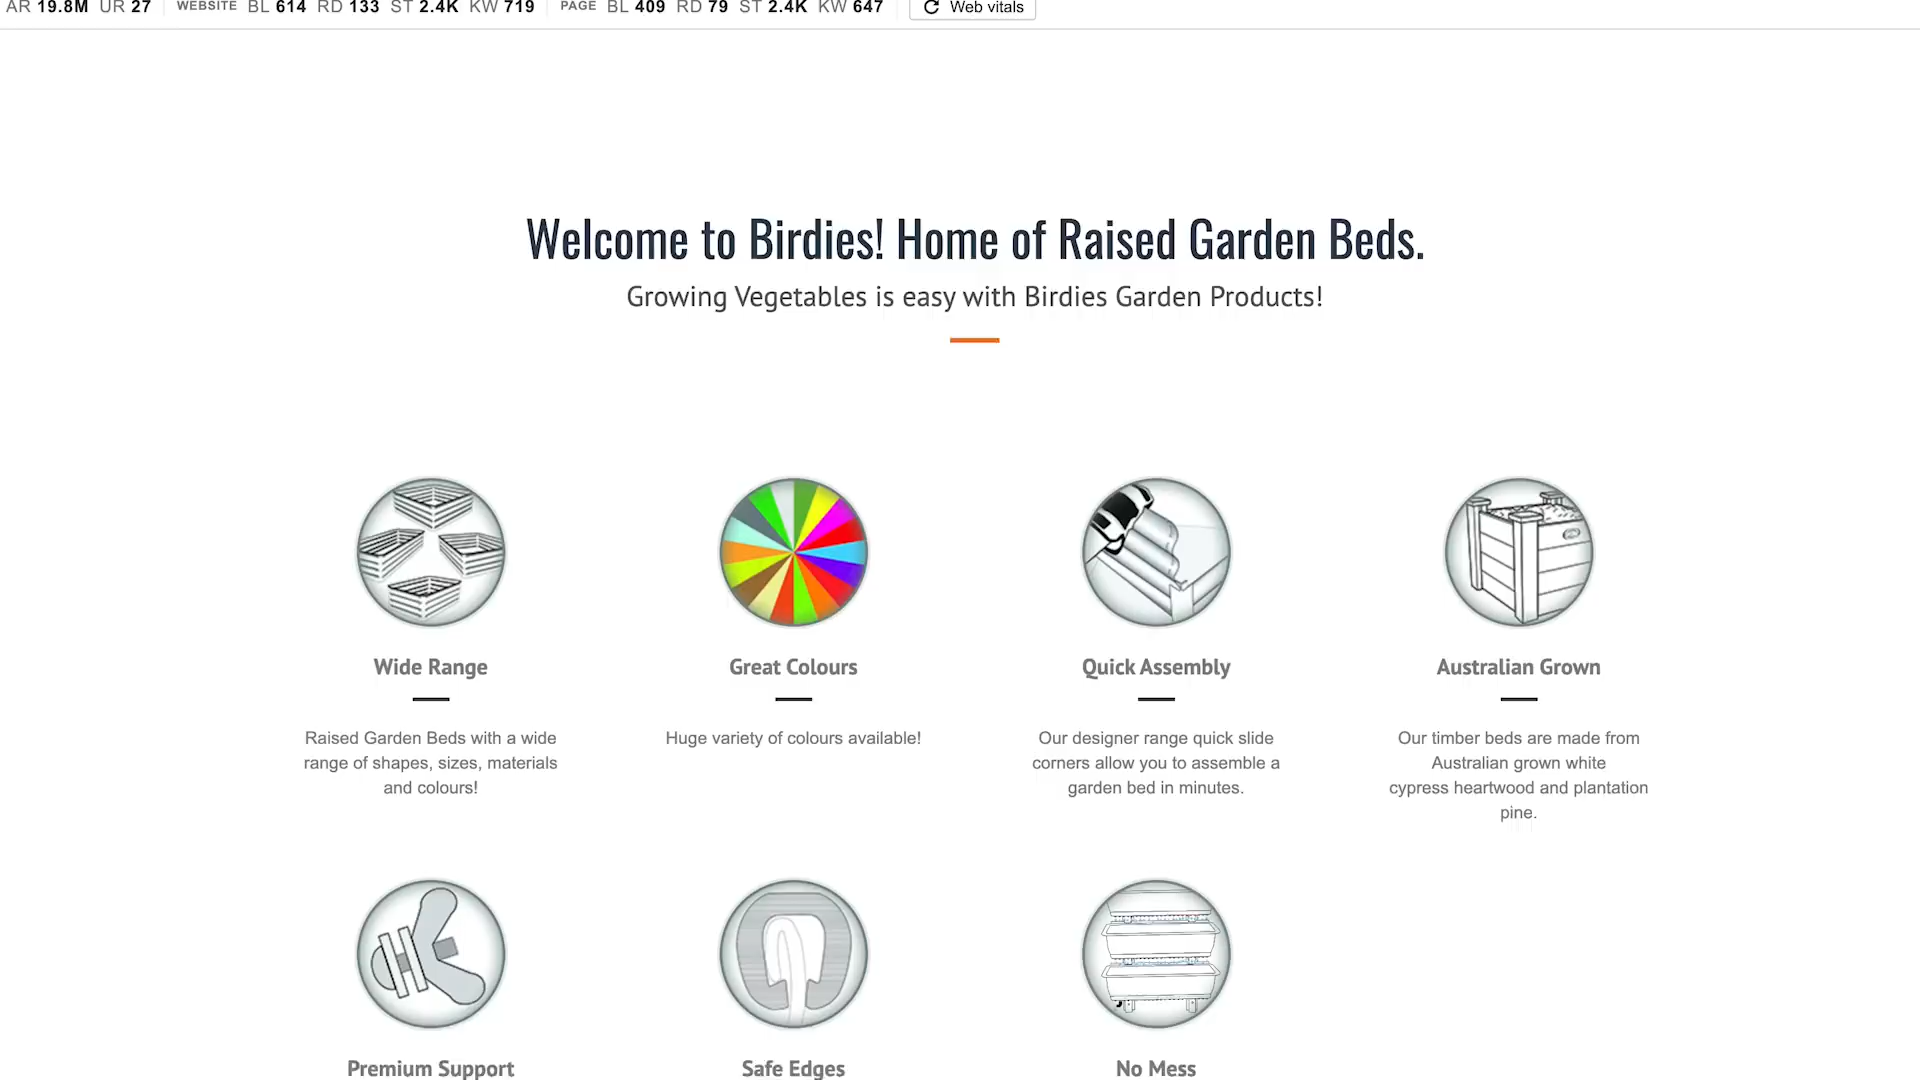 AR 19.8M UR 27 WEBSITE BL 614 RD 133 ST 2.4K KW 719 PAGE BL 409 RD 79 ST 2.4K KW 647 Web vitals
Welcome to Birdies! Home of Raised Garden Beds.
Growing Vegetables is easy with Birdies Garden Products!
Wide Range
Raised Garden Beds with a wide
range of shapes, sizes, materials
and colours!
Great Colours
Huge variety of colours available!
Quick Assembly
Our designer range quick slide
corners allow you to assemble a
garden bed in minutes.
Australian Grown
Our timber beds are made from
Australian grown white
cypress heartwood and plantation
pine.
Premium Support
Safe Edges
No Mess